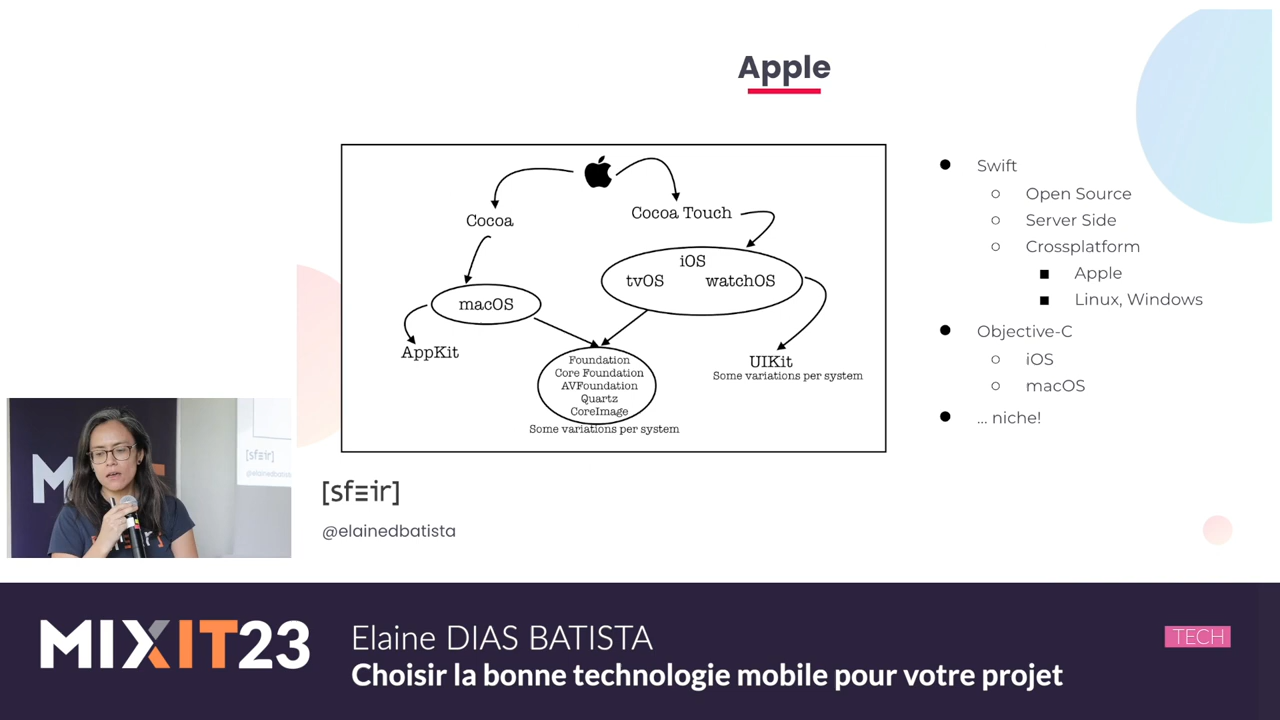 Apple
Cocoa
Cocoa Touch
iOS
tvOS watchOS
macOS
AppKit
Foundation
Core Foundation
AVFoundation
Quartz
CoreImage
Some variations per system
UIKit
Some variations per system
Swift
Open Source
Server Side
Crossplatform
Apple
Linux, Windows
Objective-C
iOS
macOS
... niche!
[sfeir]
@elainedbatista
[sfeir]
MIXIT23
Elaine DIAS BATISTA
Choisir la bonne technologie mobile pour votre projet
TECH